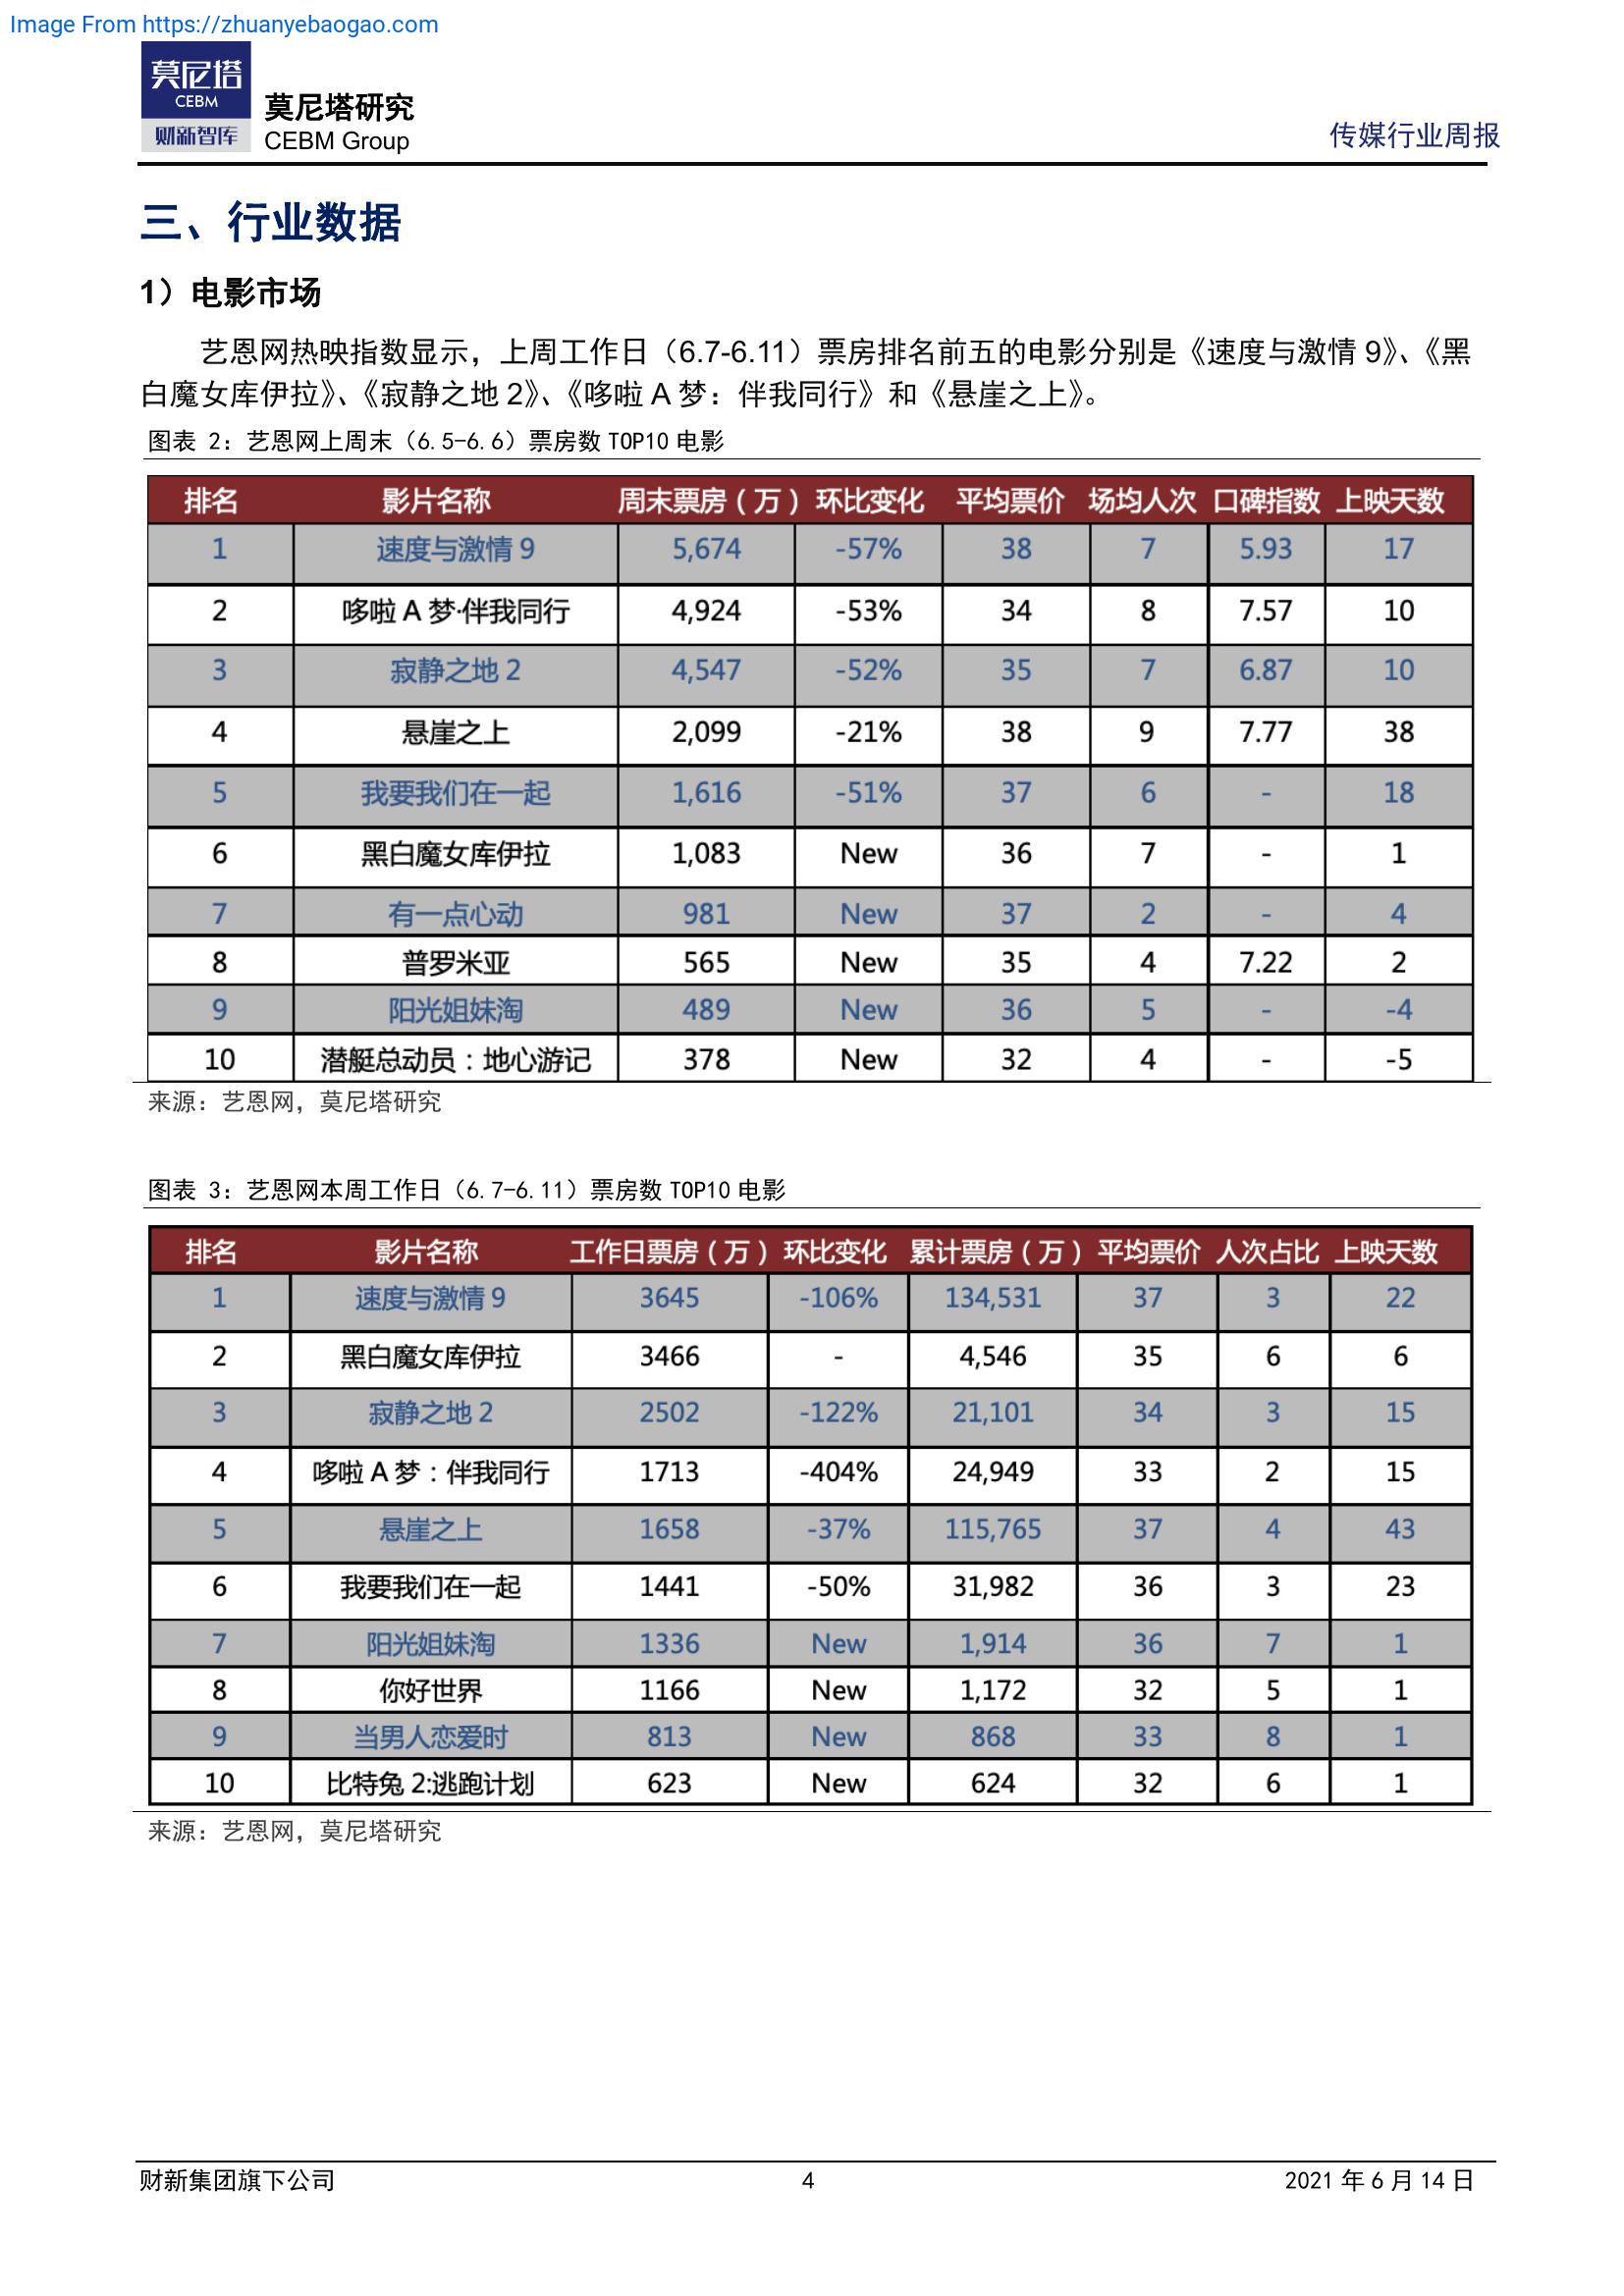 Image From https://zhuanyebaogao.com
莫尼塔
CEBM
财新智库
莫尼塔研究
CEBM Group
传媒行业周报
三、行业数据
1）电影市场
艺恩网热映指数显示，上周工作日（6.7-6.11）票房排名前五的电影分别是《速度与激情 9》、《黑
白魔女库伊拉》、《寂静之地 2》、《哆啦 A 梦：伴我同行》和《悬崖之上》。
图表 2：艺恩网上周末（6.5-6.6）票房数 TOP10 电影
排名 影片名称 周末票房（万） 环比变化 平均票价 场均人次 口碑指数 上映天数
1 速度与激情 9 5,674 -57% 38 7 5.93 17
2 哆啦 A 梦·伴我同行 4,924 -53% 34 8 7.57 10
3 寂静之地 2 4,547 -52% 35 7 6.87 10
4 悬崖之上 2,099 -21% 38 9 7.77 38
5 我要我们在一起 1,616 -51% 37 6 - 18
6 黑白魔女库伊拉 1,083 New 36 7 - 1
7 有一点心动 981 New 37 2 - 4
8 普罗米亚 565 New 35 4 7.22 2
9 阳光姐妹淘 489 New 36 5 - -4
10 潜艇总动员：地心游记 378 New 32 4 - -5
来源：艺恩网，莫尼塔研究
图表 3：艺恩网本周工作日（6.7-6.11）票房数 TOP10 电影
排名 影片名称 工作日票房（万） 环比变化 累计票房（万） 平均票价 人次占比 上映天数
1 速度与激情 9 3645 -106% 134,531 37 3 22
2 黑白魔女库伊拉 3466 - 4,546 35 6 6
3 寂静之地 2 2502 -122% 21,101 34 3 15
4 哆啦 A 梦：伴我同行 1713 -404% 24,949 33 2 15
5 悬崖之上 1658 -37% 115,765 37 4 43
6 我要我们在一起 1441 -50% 31,982 36 3 23
7 阳光姐妹淘 1336 New 1,914 36 7 1
8 你好世界 1166 New 1,172 32 5 1
9 当男人恋爱时 813 New 868 33 8 1
10 比特兔 2:逃跑计划 623 New 624 32 6 1
来源：艺恩网，莫尼塔研究
财新集团旗下公司 4 2021 年 6 月 14 日